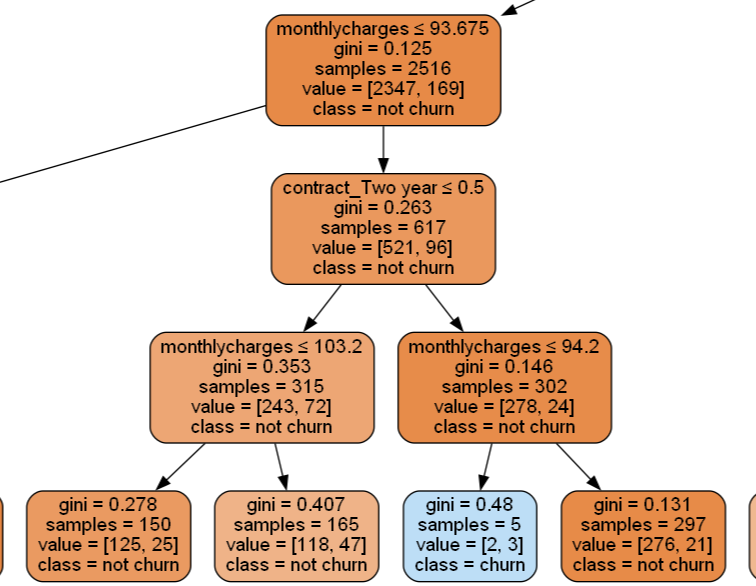 monthlycharges ≤ 93.675
gini = 0.125
samples = 2516
value = [2347, 169]
class = not churn
contract_Two year ≤ 0.5
gini = 0.263
samples = 617
value = [521, 96]
class = not churn
monthlycharges ≤ 103.2
gini = 0.353
samples = 315
value = [243, 72]
class = not churn
monthlycharges ≤ 94.2
gini = 0.146
samples = 302
value = [278, 24]
class = not churn
gini = 0.278
samples = 150
value = [125, 25]
class = not churn
gini = 0.407
samples = 165
value = [118, 47]
class = not churn
gini = 0.48
samples = 5
value = [2, 3]
class = churn
gini = 0.131
samples = 297
value = [276, 21]
class = not churn